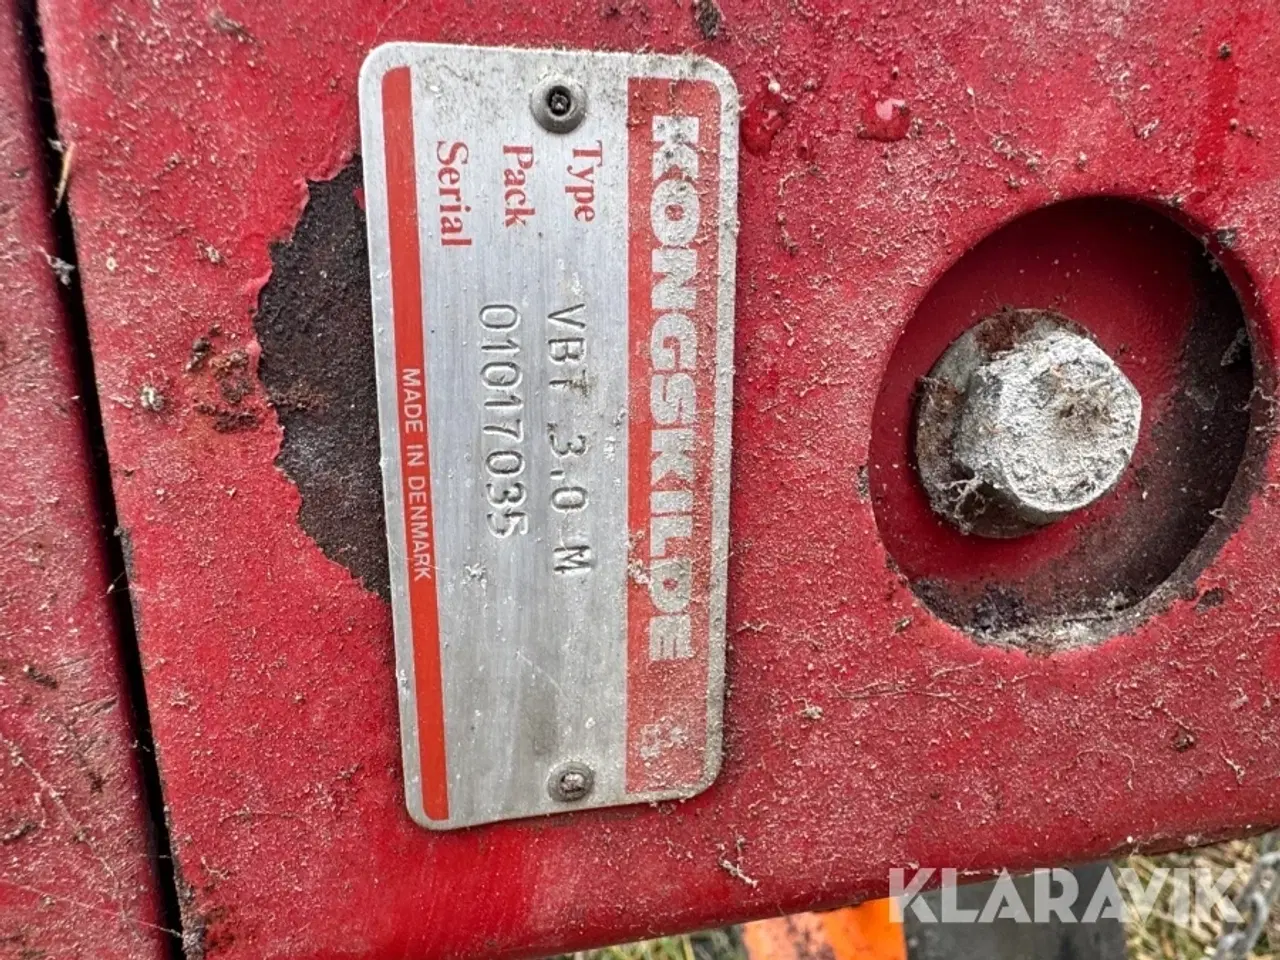 KONGSKILDE
Type VBT 3,0 M
Pack 01017035
Serial
MADE IN DENMARK
KLARAVIK